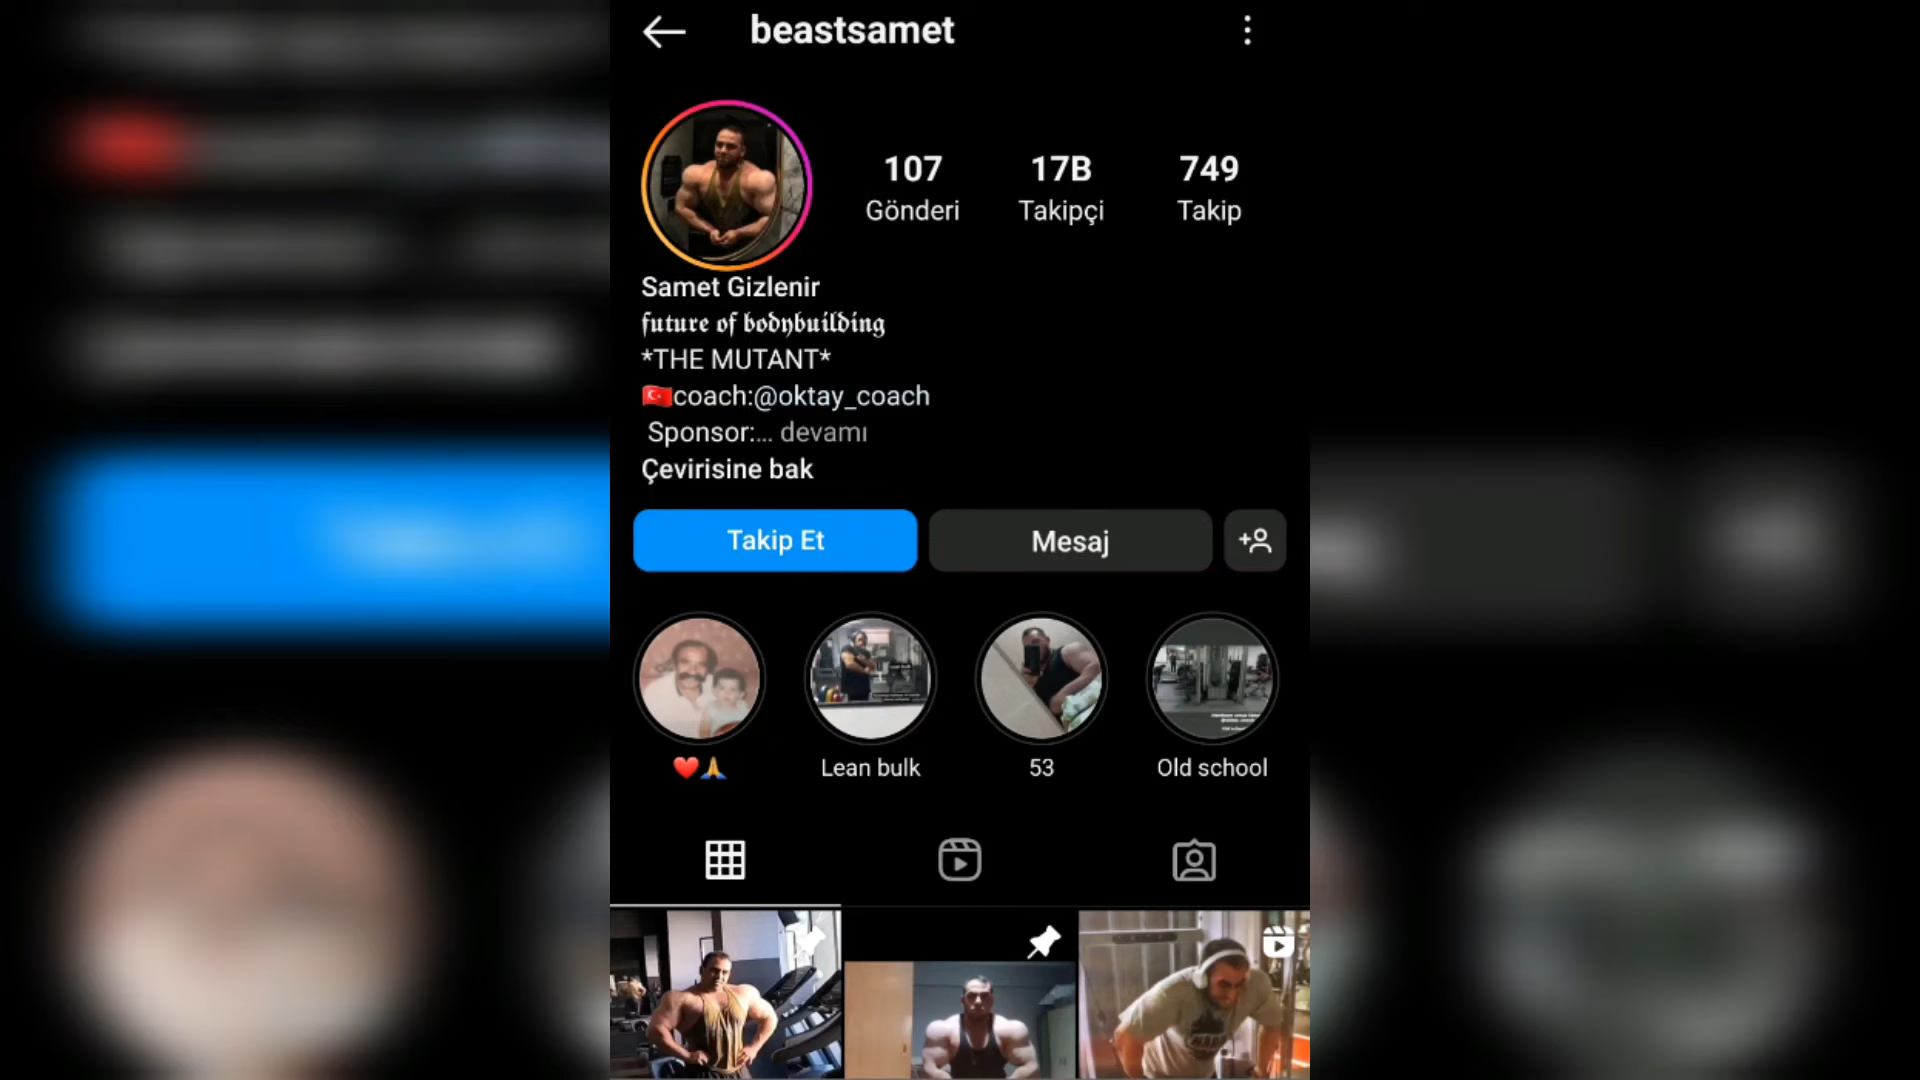 beastsamet
107 17B 749
Gönderi Takipçi Takip
Samet Gizlenir
𝖋𝖚𝖙𝖚𝖗𝖊 𝖔𝖋 𝖇𝖔𝖉𝖞𝖇𝖚𝖎𝖑𝖉𝖎𝖓𝖌
*THE MUTANT*
🇹🇷coach:@oktay_coach
Sponsor:... devamı
Çevirisine bak
Takip Et Mesaj
❤️🙏 Lean bulk 53 Old school